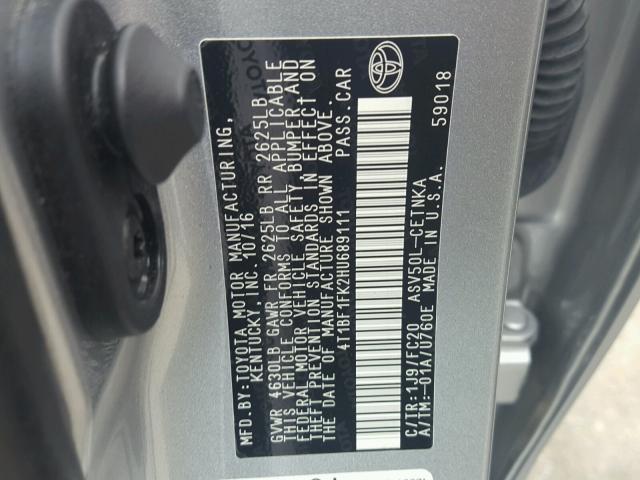 MFD.BY:TOYOTA MOTOR MANUFACTURING,
KENTUCKY, INC. 10/16
GVWR 4630LB GAWR FR 2625LB RR 2625LB
THIS VEHICLE CONFORMS TO ALL APPLICABLE
FEDERAL MOTOR VEHICLE SAFETY, BUMPER,AND
THEFT PREVENTION STANDARDS IN EFFECT ON
THE DATE OF MANUFACTURE SHOWN ABOVE.
4T1BF1FK2HU689111 PASS.CAR
C/TR:1J9/FC20 ASV50L-CETNKA
A/TM:-01A/U760E MADE IN U.S.A.
59018